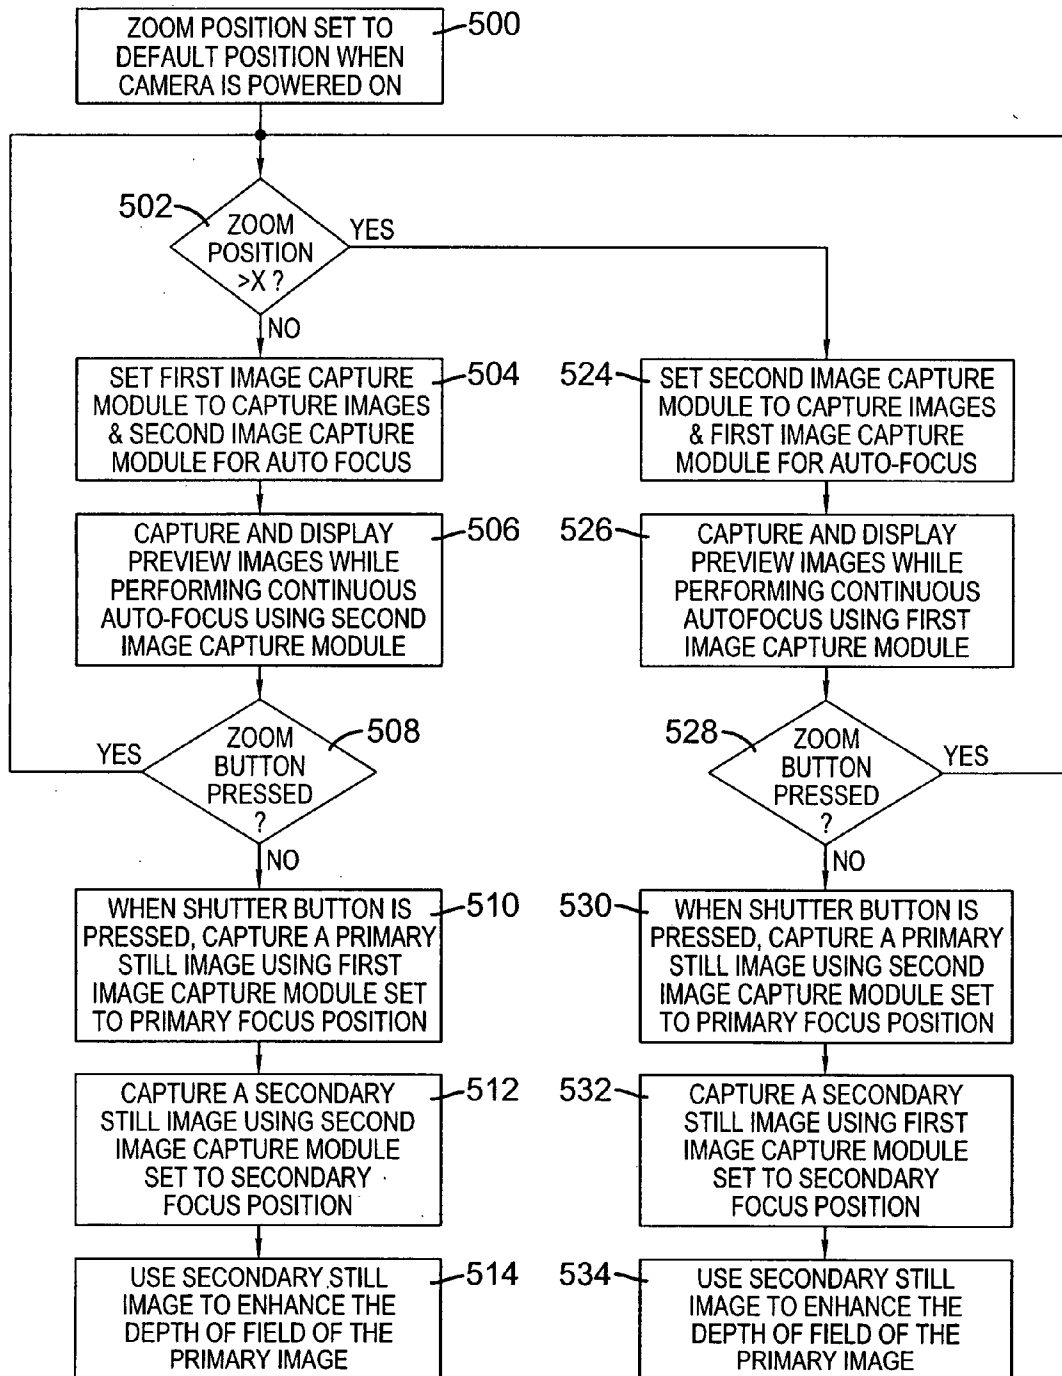 ZOOM POSITION SET TO
DEFAULT POSITION WHEN
CAMERA IS POWERED ON
500
502
ZOOM
POSITION
>X ?
YES
NO
SET FIRST IMAGE CAPTURE
MODULE TO CAPTURE IMAGES
& SECOND IMAGE CAPTURE
MODULE FOR AUTO FOCUS
504
CAPTURE AND DISPLAY
PREVIEW IMAGES WHILE
PERFORMING CONTINUOUS
AUTO-FOCUS USING SECOND
IMAGE CAPTURE MODULE
506
YES
ZOOM
BUTTON
PRESSED
?
508
NO
WHEN SHUTTER BUTTON IS
PRESSED, CAPTURE A PRIMARY
STILL IMAGE USING FIRST
IMAGE CAPTURE MODULE SET
TO PRIMARY FOCUS POSITION
510
CAPTURE A SECONDARY
STILL IMAGE USING SECOND
IMAGE CAPTURE MODULE
SET TO SECONDARY
FOCUS POSITION
512
USE SECONDARY STILL
IMAGE TO ENHANCE THE
DEPTH OF FIELD OF THE
PRIMARY IMAGE
514
524
SET SECOND IMAGE CAPTURE
MODULE TO CAPTURE IMAGES
& FIRST IMAGE CAPTURE
MODULE FOR AUTO-FOCUS
526
CAPTURE AND DISPLAY
PREVIEW IMAGES WHILE
PERFORMING CONTINUOUS
AUTOFOCUS USING FIRST
IMAGE CAPTURE MODULE
528
ZOOM
BUTTON
PRESSED
?
YES
NO
530
WHEN SHUTTER BUTTON IS
PRESSED, CAPTURE A PRIMARY
STILL IMAGE USING SECOND
IMAGE CAPTURE MODULE SET
TO PRIMARY FOCUS POSITION
532
CAPTURE A SECONDARY
STILL IMAGE USING FIRST
IMAGE CAPTURE MODULE
SET TO SECONDARY
FOCUS POSITION
534
USE SECONDARY STILL
IMAGE TO ENHANCE THE
DEPTH OF FIELD OF THE
PRIMARY IMAGE